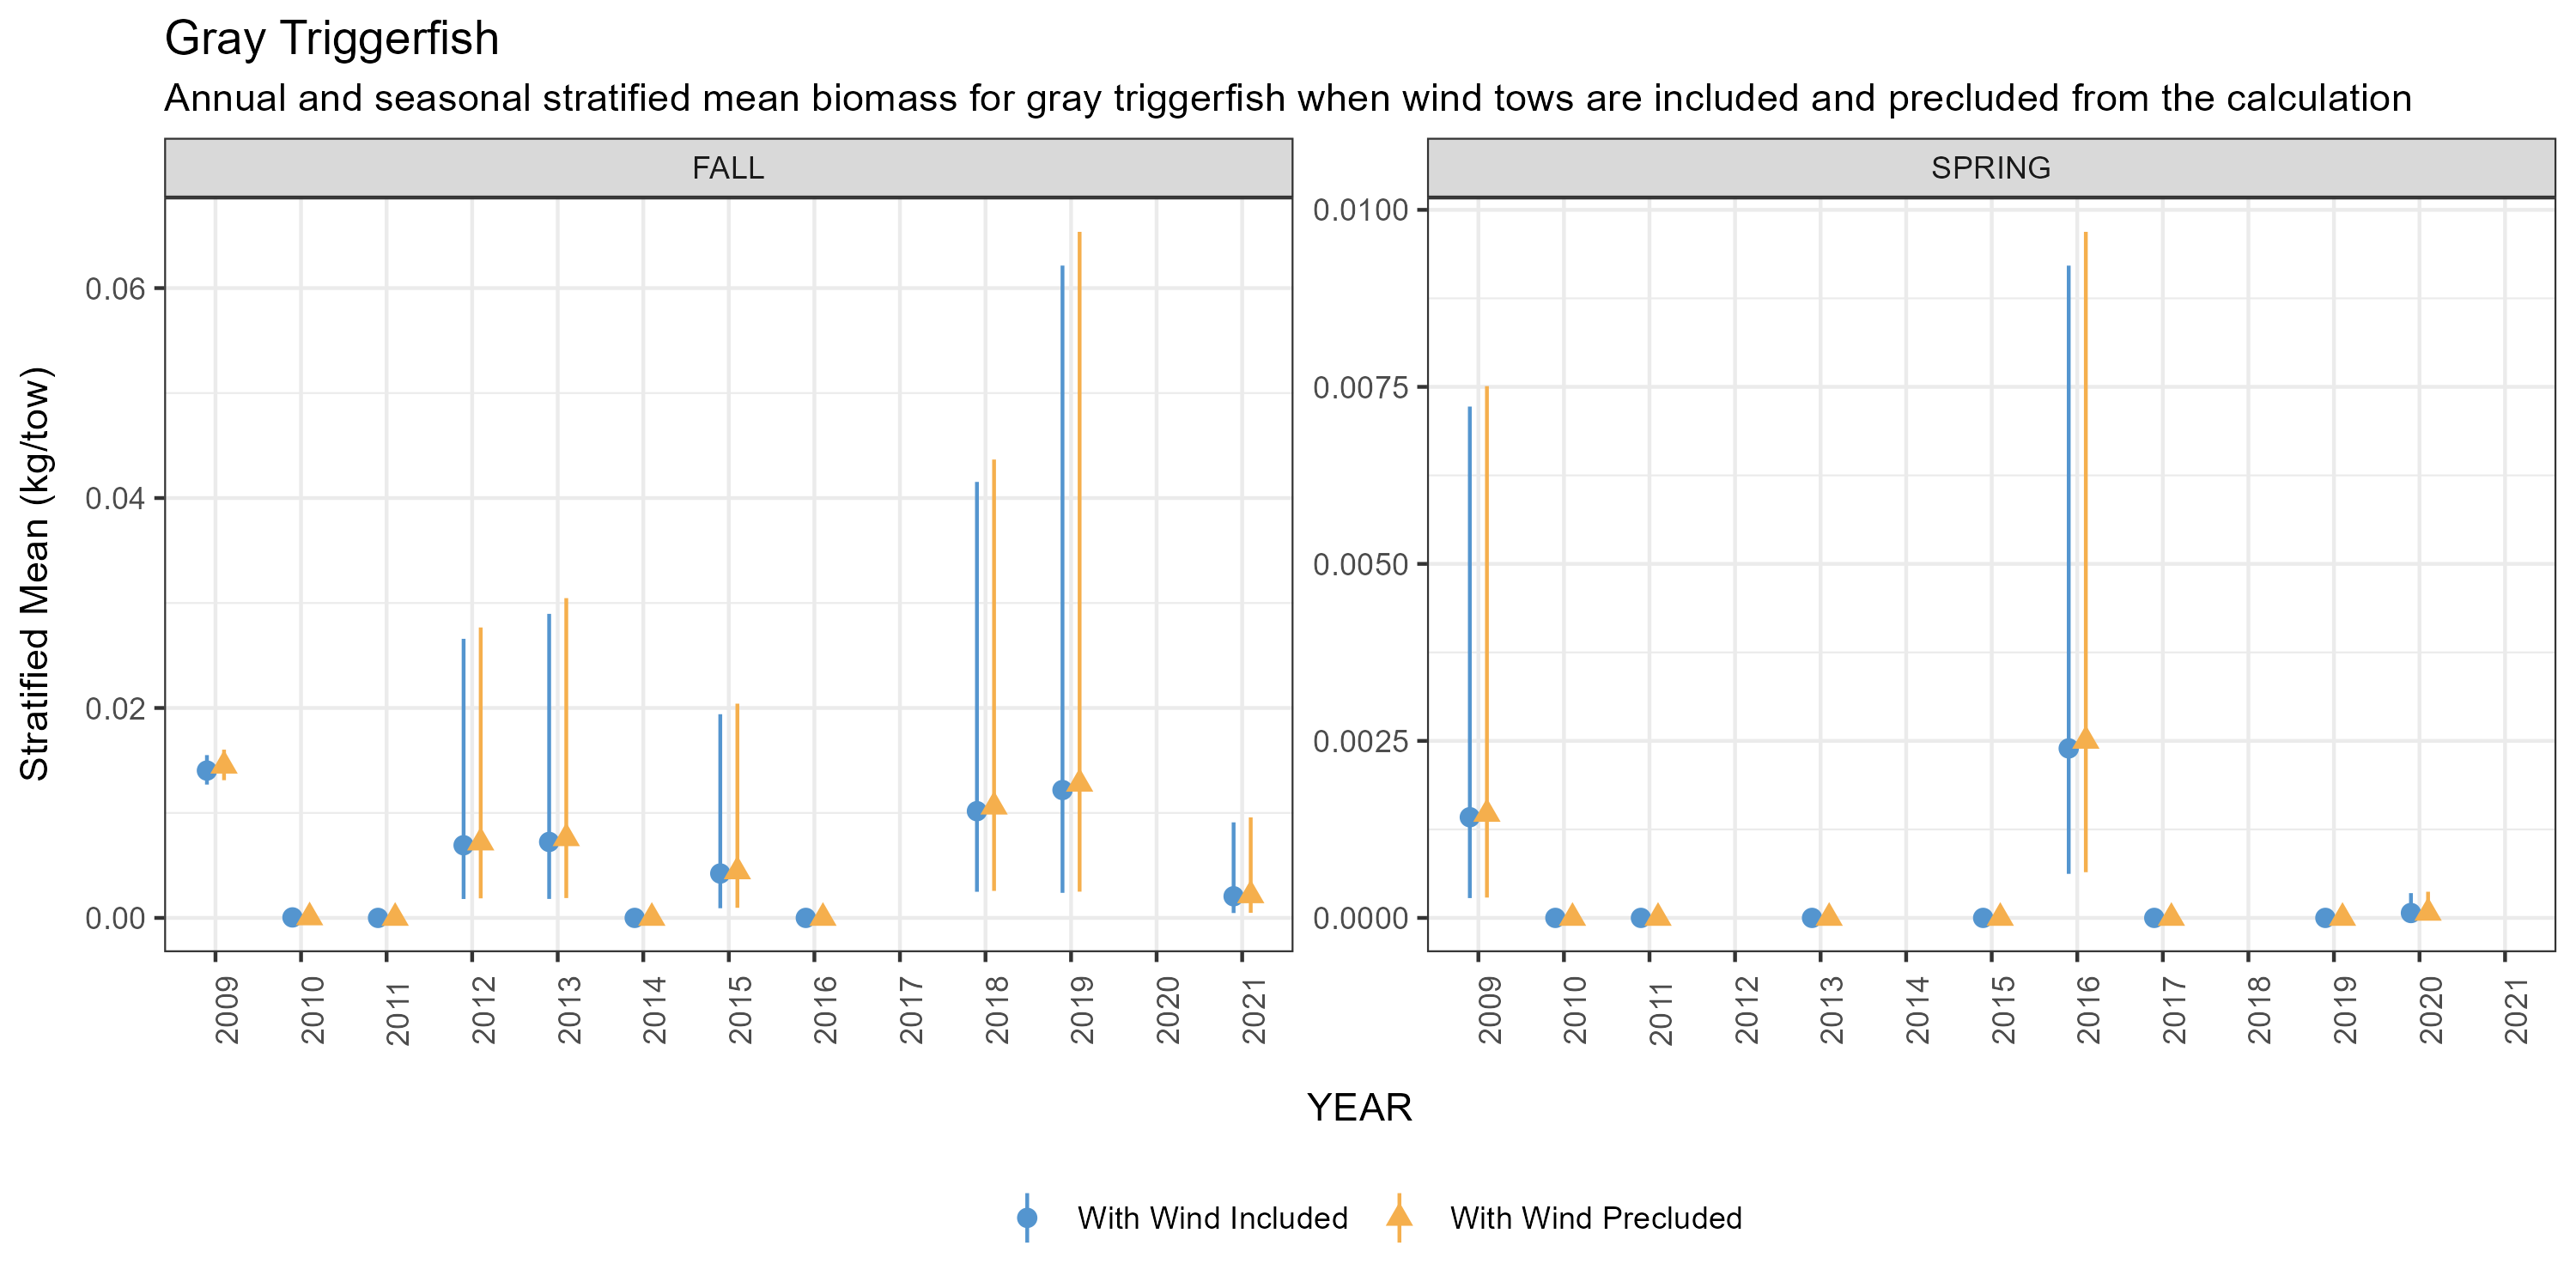 Gray Triggerfish
Annual and seasonal stratified mean biomass for gray triggerfish when wind tows are included and precluded from the calculation
FALL
SPRING
Stratified Mean (kg/tow)
0.06
0.04
0.02
0.00
0.0100
0.0075
0.0050
0.0025
0.0000
2009 2010 2011 2012 2013 2014 2015 2016 2017 2018 2019 2020 2021
2009 2010 2011 2012 2013 2014 2015 2016 2017 2018 2019 2020 2021
YEAR
With Wind Included
With Wind Precluded